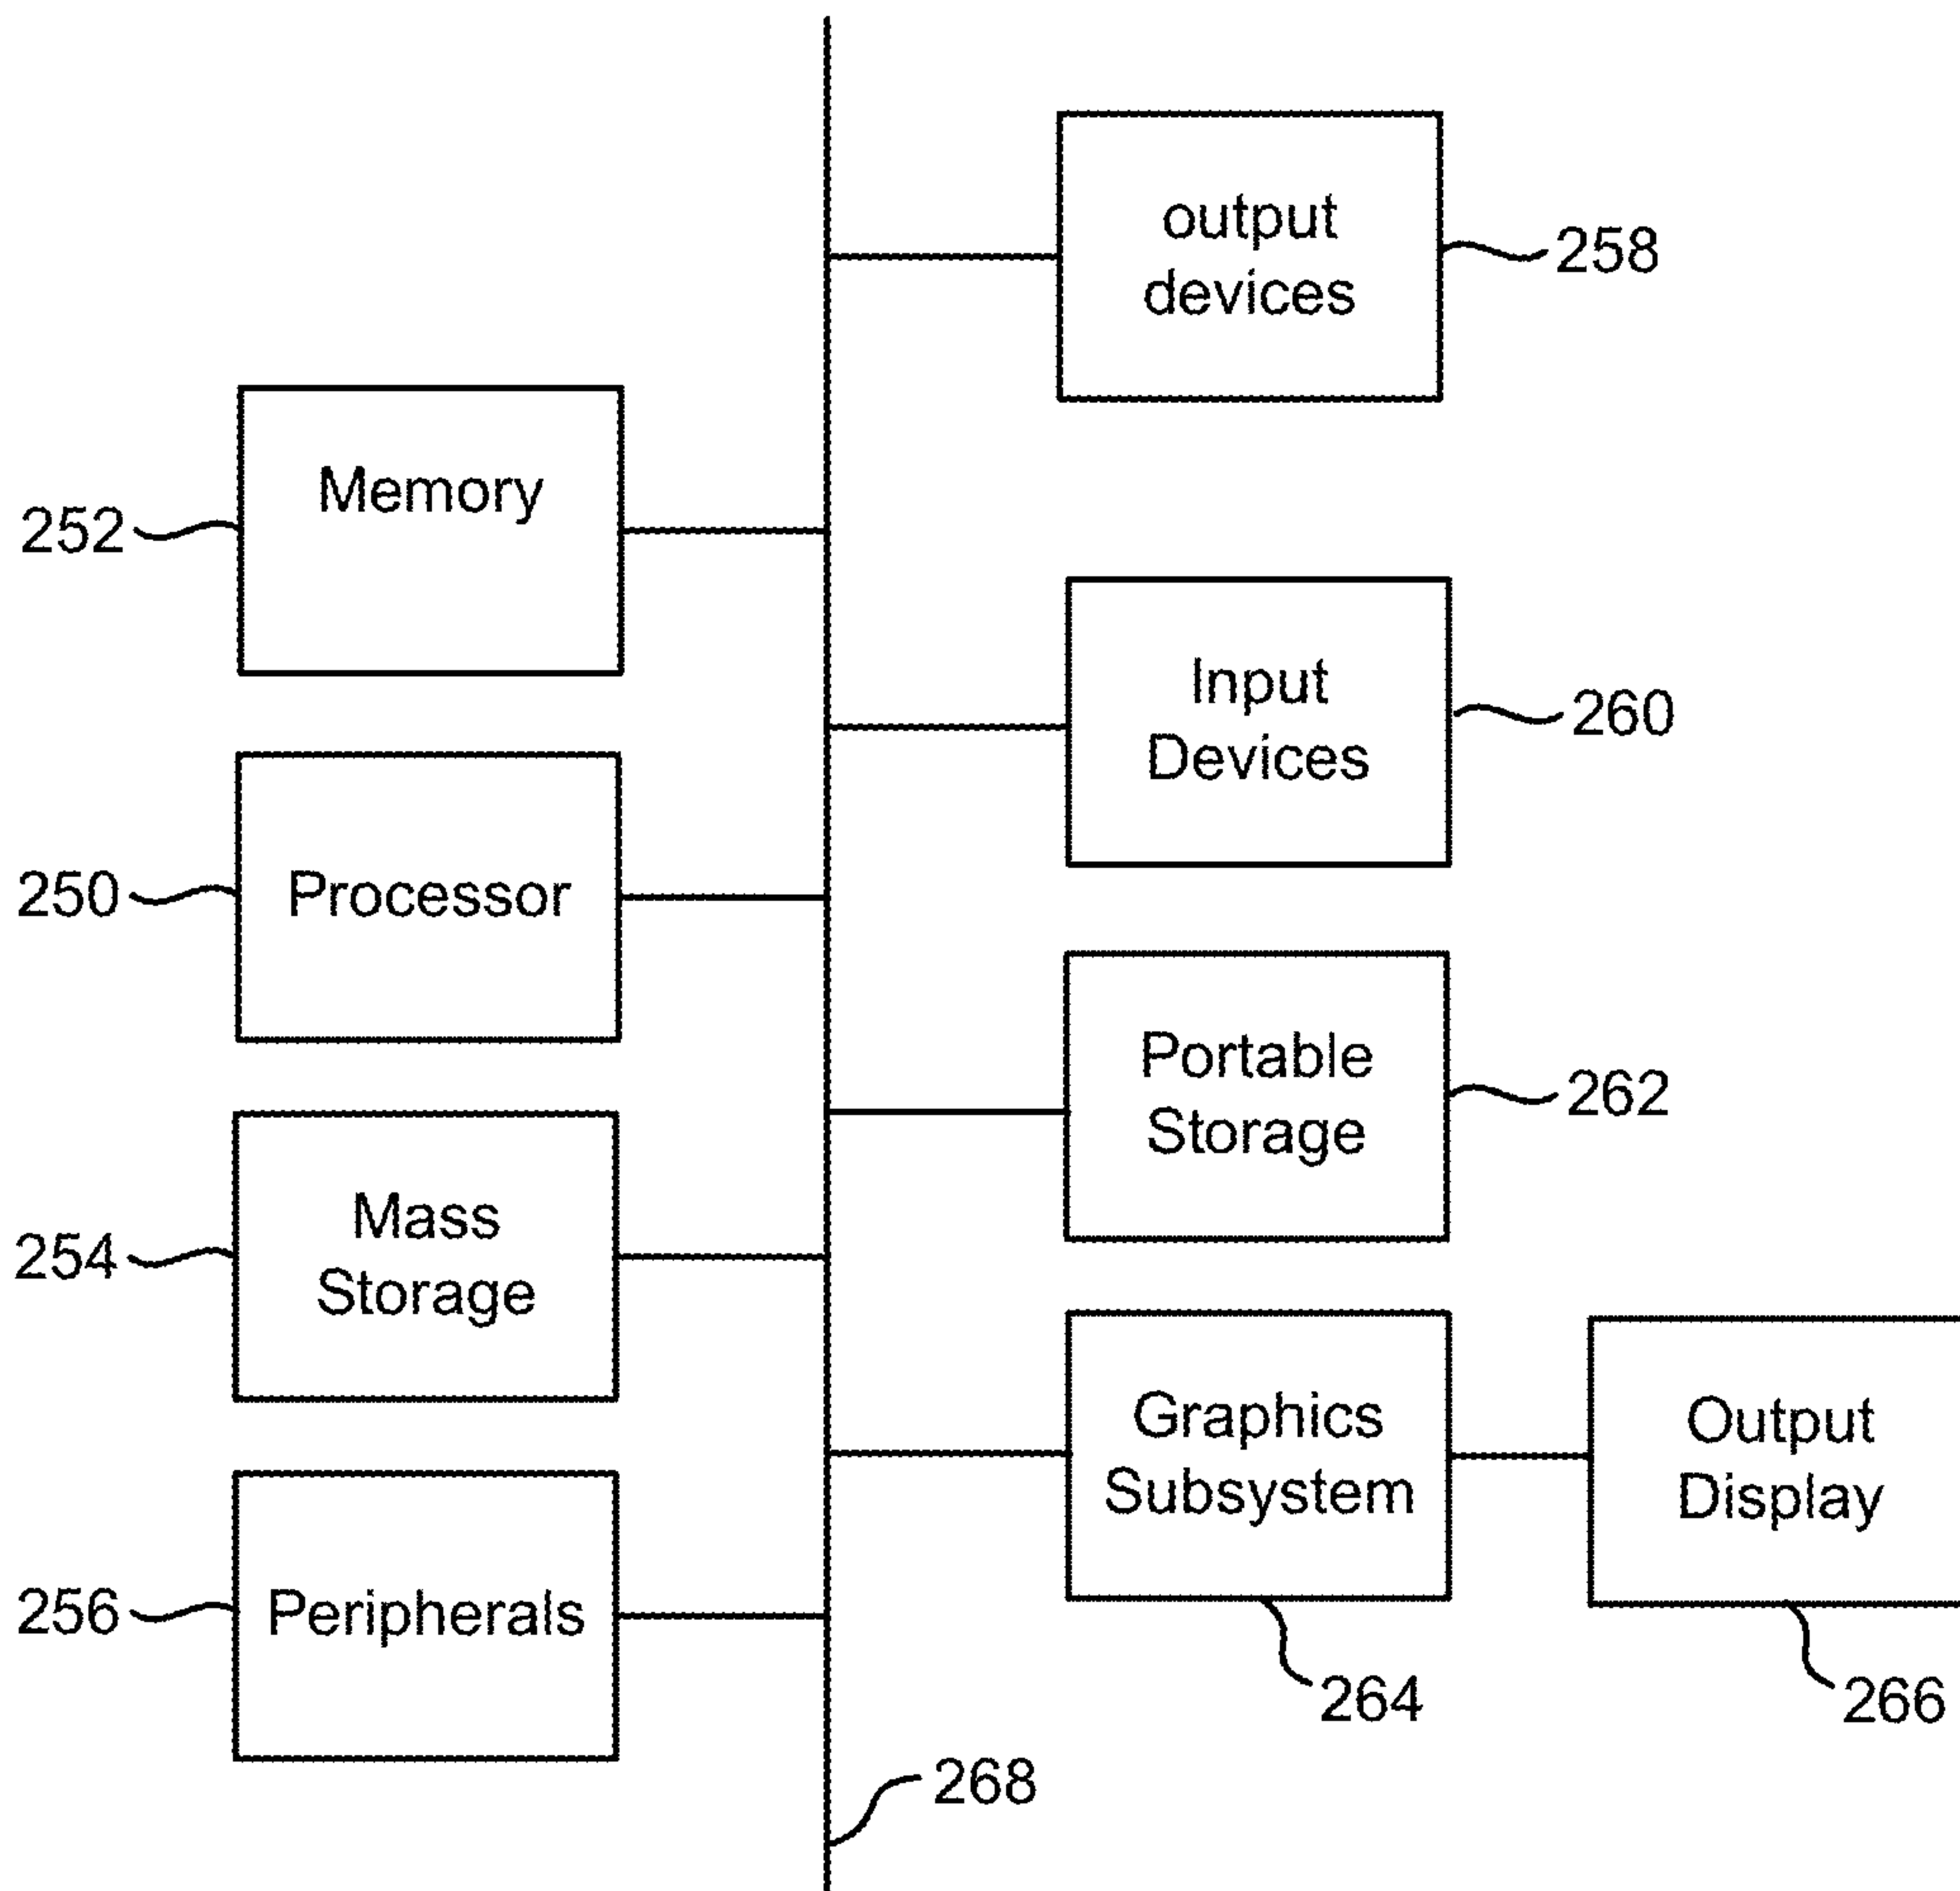 output
devices
258
Memory
252
Input
Devices
260
Processor
250
Portable
Storage
262
Mass
Storage
254
Graphics
Subsystem
Output
Display
Peripherals
256
264
266
268